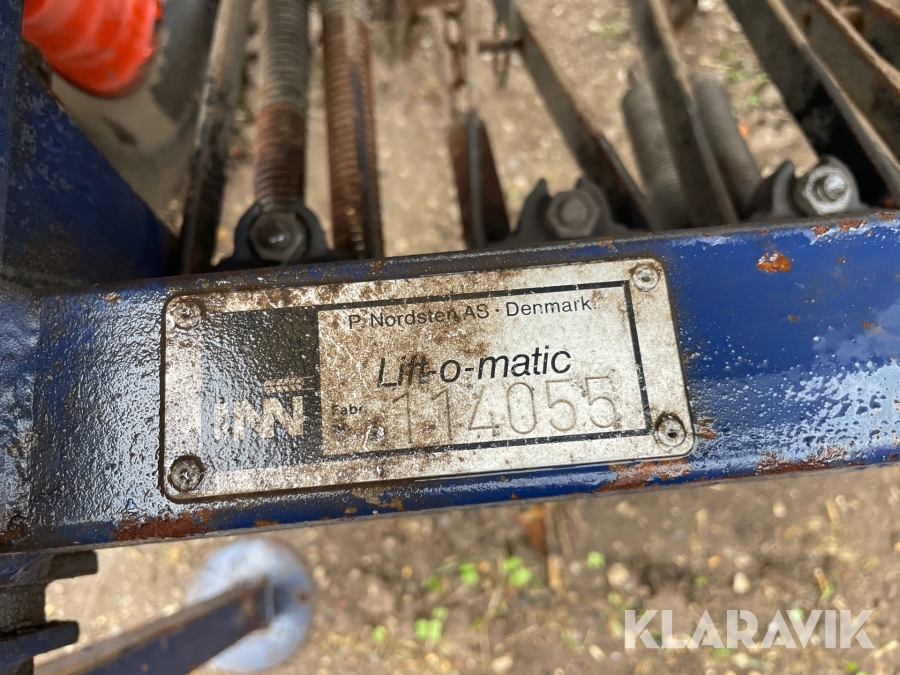 P. Nordsten AS · Denmark.
Lift-o-matic
Fabr. 114055
KLARAVIK